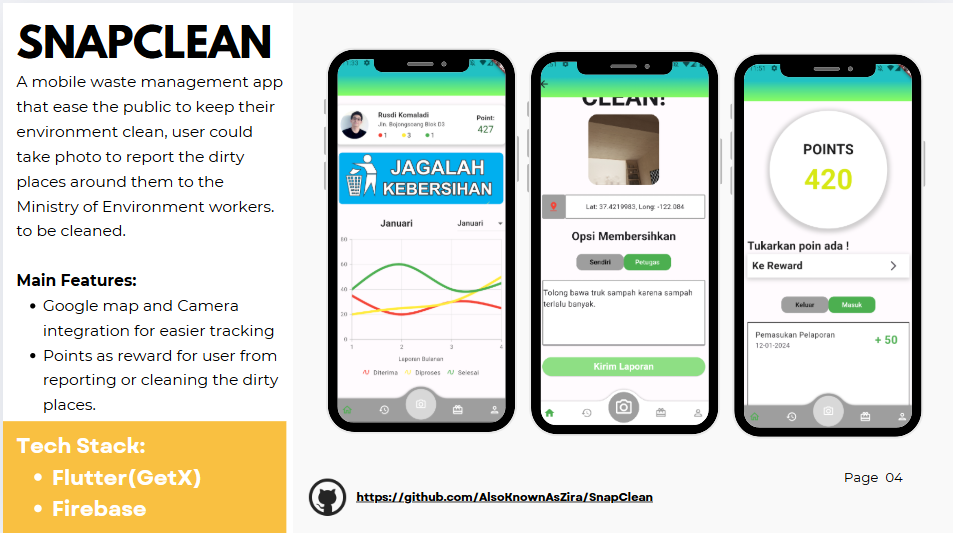 SNAPCLEAN
A mobile waste management app
that ease the public to keep their
environment clean, user could
take photo to report the dirty
places around them to the
Ministry of Environment workers.
to be cleaned.
Main Features:
Google map and Camera
integration for easier tracking
Points as reward for user from
reporting or cleaning the dirty
places.
Tech Stack:
Flutter(GetX)
Firebase
Rusdi Komaladi
Jln. Bojongsoang Blok D3
1 3 1
Point:
427
JAGALAH
KEBERSIHAN
Januari Januari
80
60
40
20
0
1 2 3 4
Laporan Bulanan
Diterima Diproses Selesai
CLEAN!
Lat: 37.4219983, Long: -122.084
Opsi Membersihkan
Sendiri Petugas
Tolong bawa truk sampah karena sampah
terlalu banyak.
Kirim Laporan
POINTS
420
Tukarkan poin ada !
Ke Reward
Keluar Masuk
Pemasukan Pelaporan
12-01-2024
+ 50
https://github.com/AlsoKnownAsZira/SnapClean
Page 04